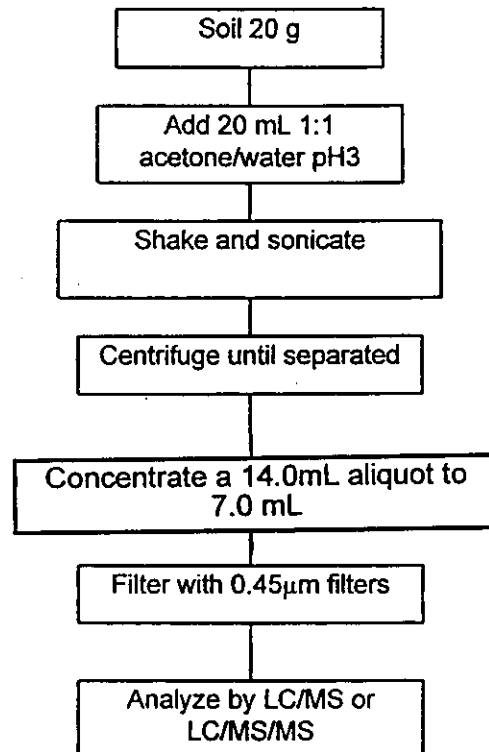 Soil 20 g
Add 20 mL 1:1
acetone/water pH3
Shake and sonicate
Centrifuge until separated
Concentrate a 14.0mL aliquot to
7.0 mL
Filter with 0.45µm filters
Analyze by LC/MS or
LC/MS/MS